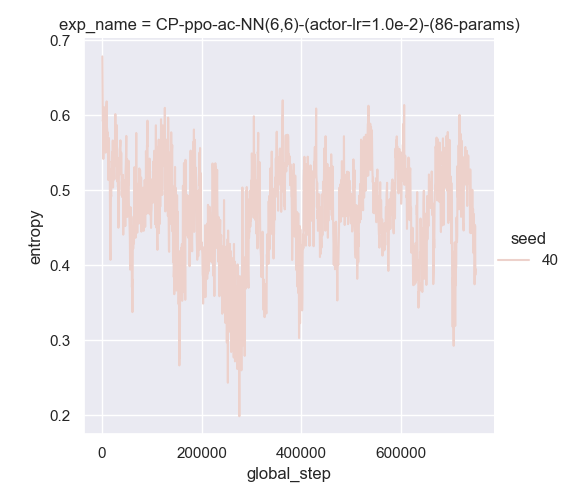 exp_name = CP-ppo-ac-NN(6,6)-(actor-lr=1.0e-2)-(86-params)
0.7
0.6
0.5
0.4
0.3
0.2
entropy
0
200000
400000
600000
global_step
seed
40